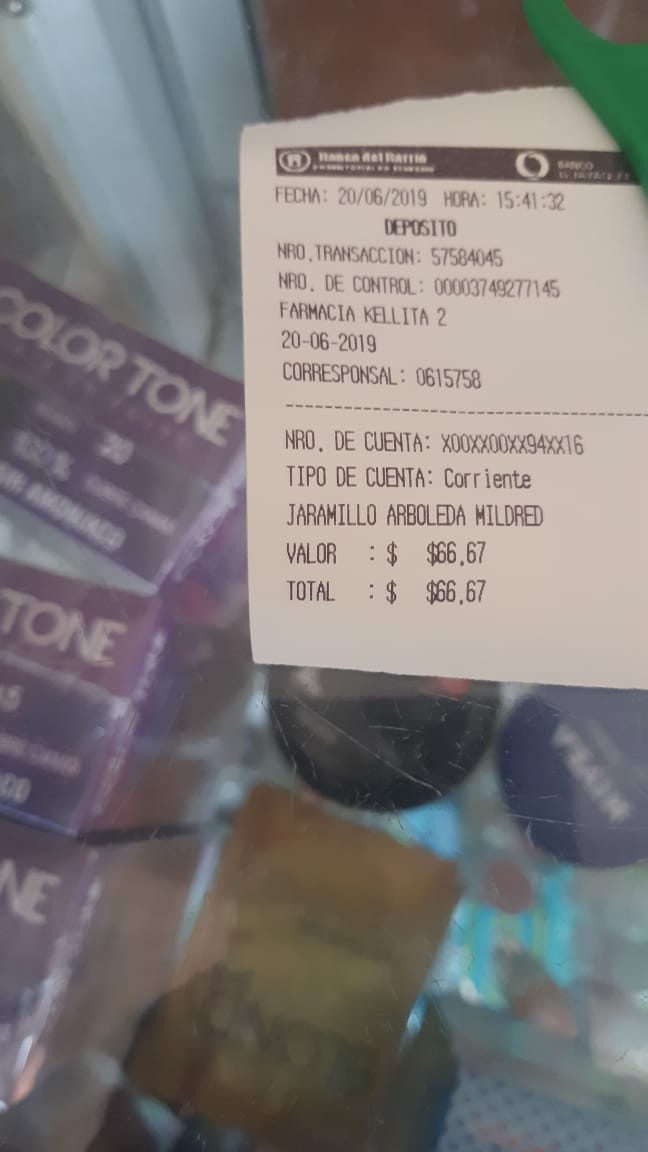 Banco del Barrio
BANCO
FECHA: 20/06/2019 HORA: 15:41:32
DEPOSITO
NRO.TRANSACCION: 57584045
NRO. DE CONTROL: 00003749277145
FARMACIA KELLITA 2
20-06-2019
CORRESPONSAL: 0615758
NRO. DE CUENTA: X00XX00XX94XX16
TIPO DE CUENTA: Corriente
JARAMILLO ARBOLEDA MILDRED
VALOR : $ $66.67
TOTAL : $ $66.67
COLOR TONE
20
100%
TONE
NE